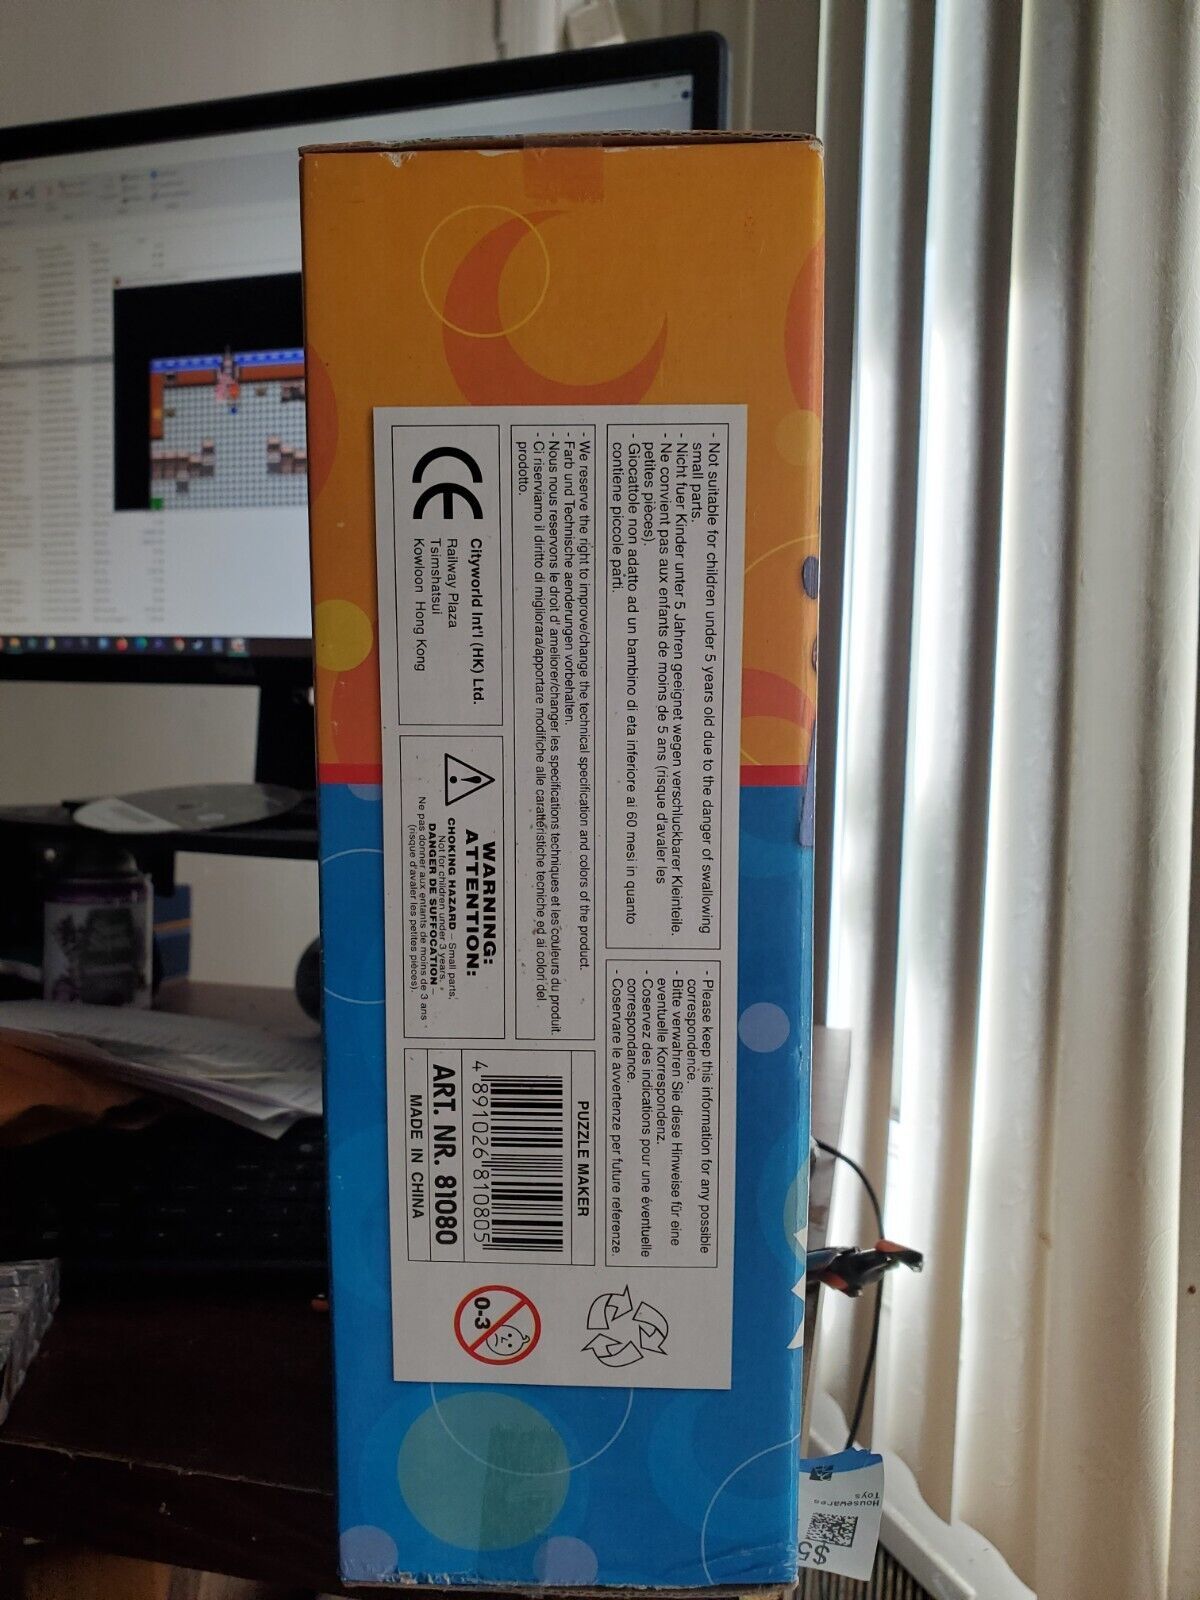 - Not suitable for children under 5 years old due to the danger of swallowing
small parts.
- Nicht fuer Kinder unter 5 Jahren geeignet wegen verschluckbarer Kleinteile.
- Ne convient pas aux enfants de moins de 5 ans (risque d'avaler les
petites pièces).
- Giocattole non adatto ad un bambino di eta inferiore ai 60 mesi in quanto
contiene piccole parti.
- Please keep this information for any possible
correspondence.
- Bitte verwahren Sie diese Hinweise für eine
eventuelle Korrespondenz.
- Coservez des indications pour une éventuelle
correspondance.
- Coservare le avvertenze per future referenze.
- We reserve the right to improve/change the technical specification and colors of the product.
- Farb und Technische aenderungen vorbehalten.
- Nous nous reservons le droit d' ameliorer/changer les specifications techniques et les couleurs du produit.
- Ci riserviamo il diritto di migliorara/apportare modifiche alle caratteristiche tecniche ed ai colori del
prodotto.
CE
Cityworld Int'l (HK) Ltd.
Railway Plaza
Tsimshatsui
Kowloon Hong Kong
WARNING:
ATTENTION:
CHOKING HAZARD – Small parts.
Not for children under 3 years.
DANGER DE SUFFOCATION –
Ne pas donner aux enfants de moins de 3 ans
(risque d'avaler les petites pièces).
PUZZLE MAKER
4 891026 810805
ART. NR. 81080
MADE IN CHINA
0-3
Housewares
Toys